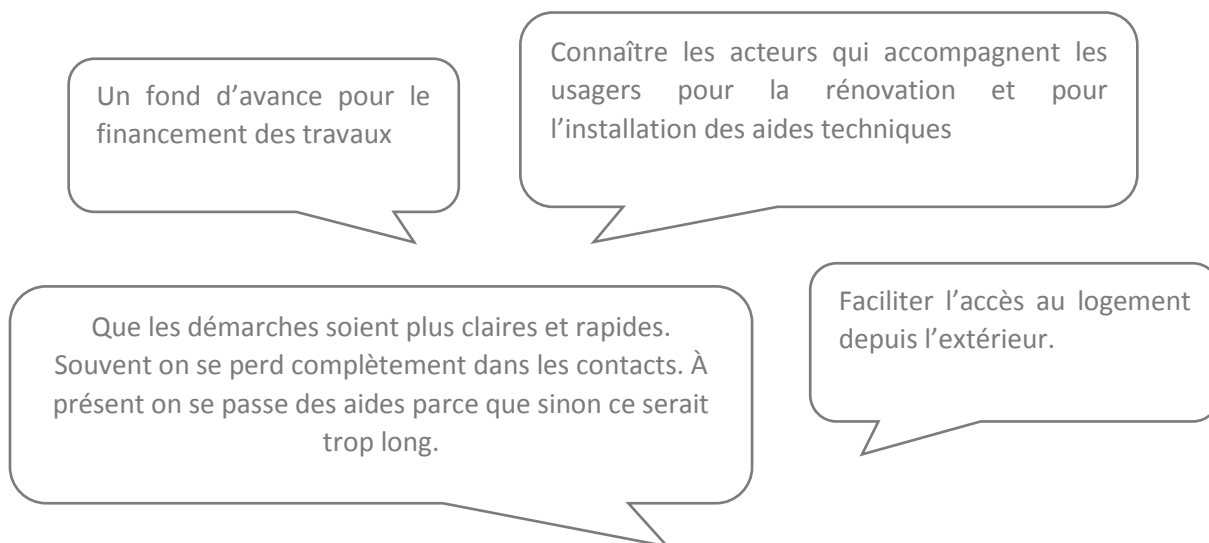 Un fond d’avance pour le
financement des travaux
Connaître les acteurs qui accompagnent les
usagers pour la rénovation et pour
l’installation des aides techniques
Que les démarches soient plus claires et rapides.
Souvent on se perd complètement dans les contacts. À
présent on se passe des aides parce que sinon ce serait
trop long.
Faciliter l’accès au logement
depuis l’extérieur.